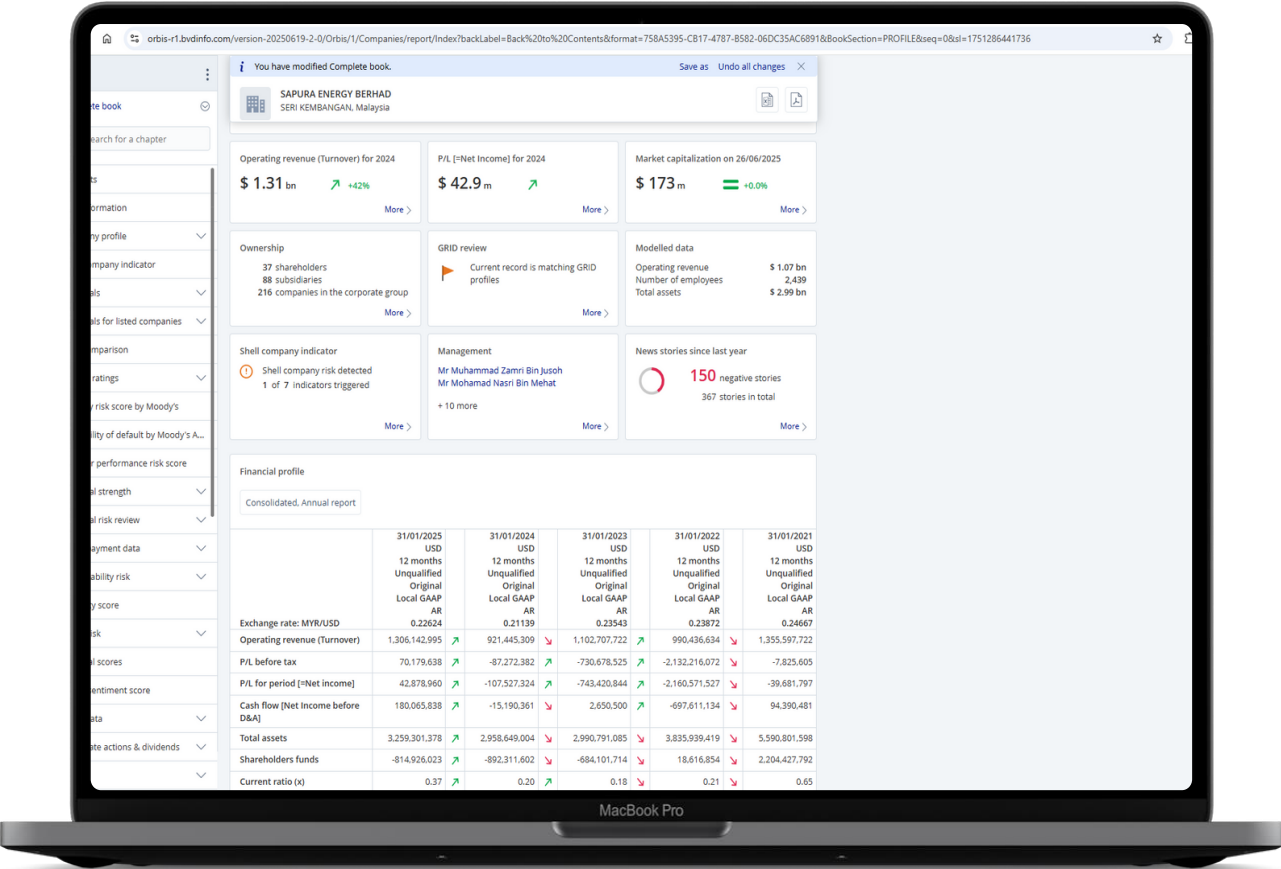 orbis-r1.bvdinfo.com/version-20250619-2-0/Orbis/1/Companies/report/Index?backLabel=Back%20to%20Contents&format=758A5395-CB17-4787-B582-06DC35AC6891&BookSection=PROFILE&seq=0&sl=1751286441736
i You have modified Complete book. Save as Undo all changes
SAPURA ENERGY BERHAD
SERI KEMBANGAN, Malaysia
te book
earch for a chapter
ts
ormation
ny profile
mpany indicator
als
als for listed companies
mparison
ratings
y risk score by Moody's
ility of default by Moody's A...
r performance risk score
al strength
al risk review
ayment data
ability risk
y score
isk
l scores
entiment score
ata
ate actions & dividends
Operating revenue (Turnover) for 2024
$ 1.31 bn +42%
More
P/L [=Net Income] for 2024
$ 42.9 m
More
Market capitalization on 26/06/2025
$ 173 m +0.0%
More
Ownership
37 shareholders
88 subsidiaries
216 companies in the corporate group
More
GRID review
Current record is matching GRID
profiles
More
Modelled data
Operating revenue $ 1.07 bn
Number of employees 2,439
Total assets $ 2.99 bn
Shell company indicator
Shell company risk detected
1 of 7 indicators triggered
More
Management
Mr Muhammad Zamri Bin Jusoh
Mr Mohamad Nasri Bin Mehat
+ 10 more
More
News stories since last year
150 negative stories
367 stories in total
More
Financial profile
Consolidated, Annual report
31/01/2025 31/01/2024 31/01/2023 31/01/2022 31/01/2021
USD USD USD USD USD
12 months 12 months 12 months 12 months 12 months
Unqualified Unqualified Unqualified Unqualified Unqualified
Original Original Original Original Original
Local GAAP Local GAAP Local GAAP Local GAAP Local GAAP
AR AR AR AR AR
Exchange rate: MYR/USD 0.22624 0.21139 0.23543 0.23872 0.24667
Operating revenue (Turnover) 1,306,142,995 921,445,309 1,102,707,722 990,436,634 1,355,597,722
P/L before tax 70,179,638 -87,272,382 -730,678,525 -2,132,216,072 -7,825,605
P/L for period [=Net income] 42,878,960 -107,527,324 -743,420,844 -2,160,571,527 -39,681,797
Cash flow [Net Income before
D&A] 180,065,838 -15,190,361 2,650,500 -697,611,134 94,390,481
Total assets 3,259,301,378 2,958,649,004 2,990,791,085 3,835,939,419 5,590,801,598
Shareholders funds -814,926,023 -892,311,602 -684,101,714 18,616,854 2,204,427,792
Current ratio (x) 0.37 0.20 0.18 0.21 0.65
MacBook Pro